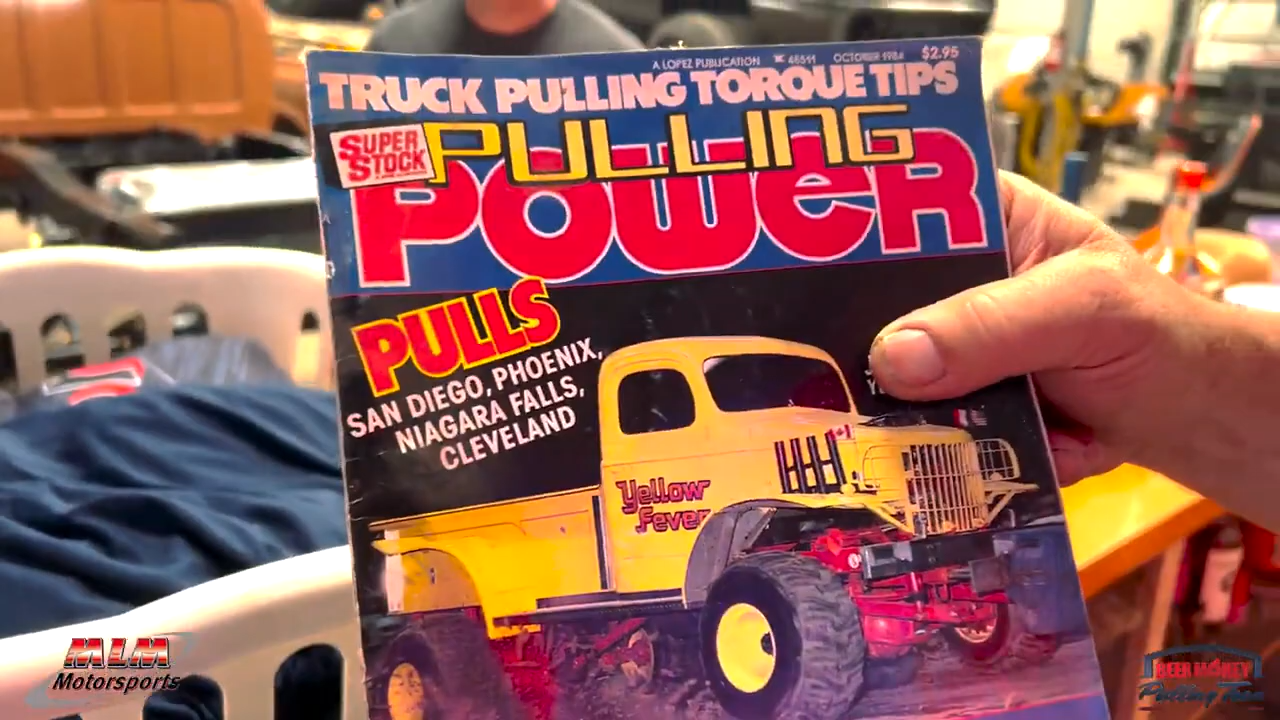 A LOPEZ PUBLICATION 48511 OCTOBER 1984 $2.95
TRUCK PULLING TORQUE TIPS
SUPER
STOCK
PULLING
POWER
PULLS
SAN DIEGO, PHOENIX,
NIAGARA FALLS,
CLEVELAND
Yellow
Fever
MLM
Motorsports
BEER MONEY
Pulling Team